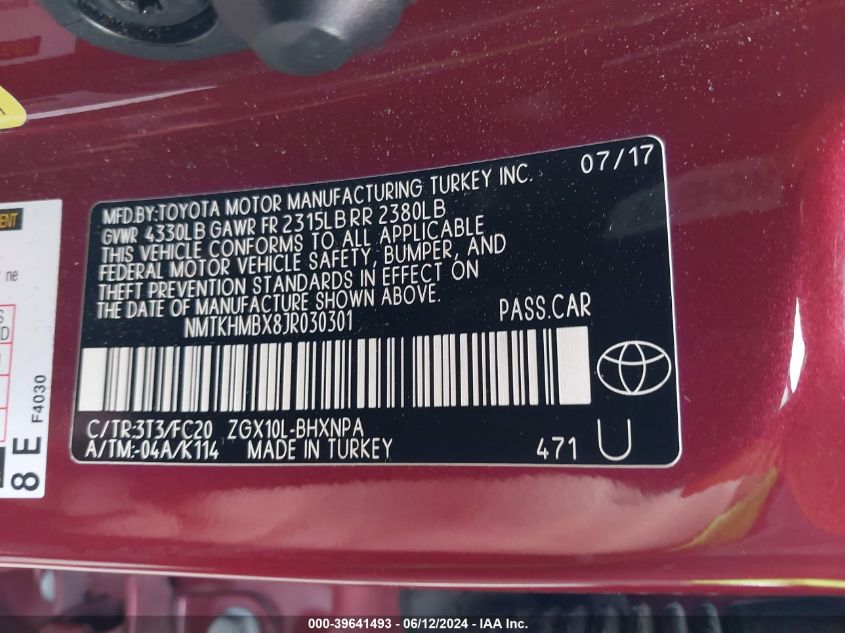 07/17
MFD.BY:TOYOTA MOTOR MANUFACTURING TURKEY INC.
GVWR 4330LB GAWR FR 2315LB RR 2380LB
THIS VEHICLE CONFORMS TO ALL APPLICABLE
FEDERAL MOTOR VEHICLE SAFETY, BUMPER, AND
THEFT PREVENTION STANDARDS IN EFFECT ON
THE DATE OF MANUFACTURE SHOWN ABOVE.
NMTKHMBX8JR030301 PASS.CAR
C/TR:3T3/FC20 ZGX10L-BHXNPA
A/TM:-04A/K114 MADE IN TURKEY 471 U
ne
8 E F4030
000-39641493 - 06/12/2024 - IAA Inc.